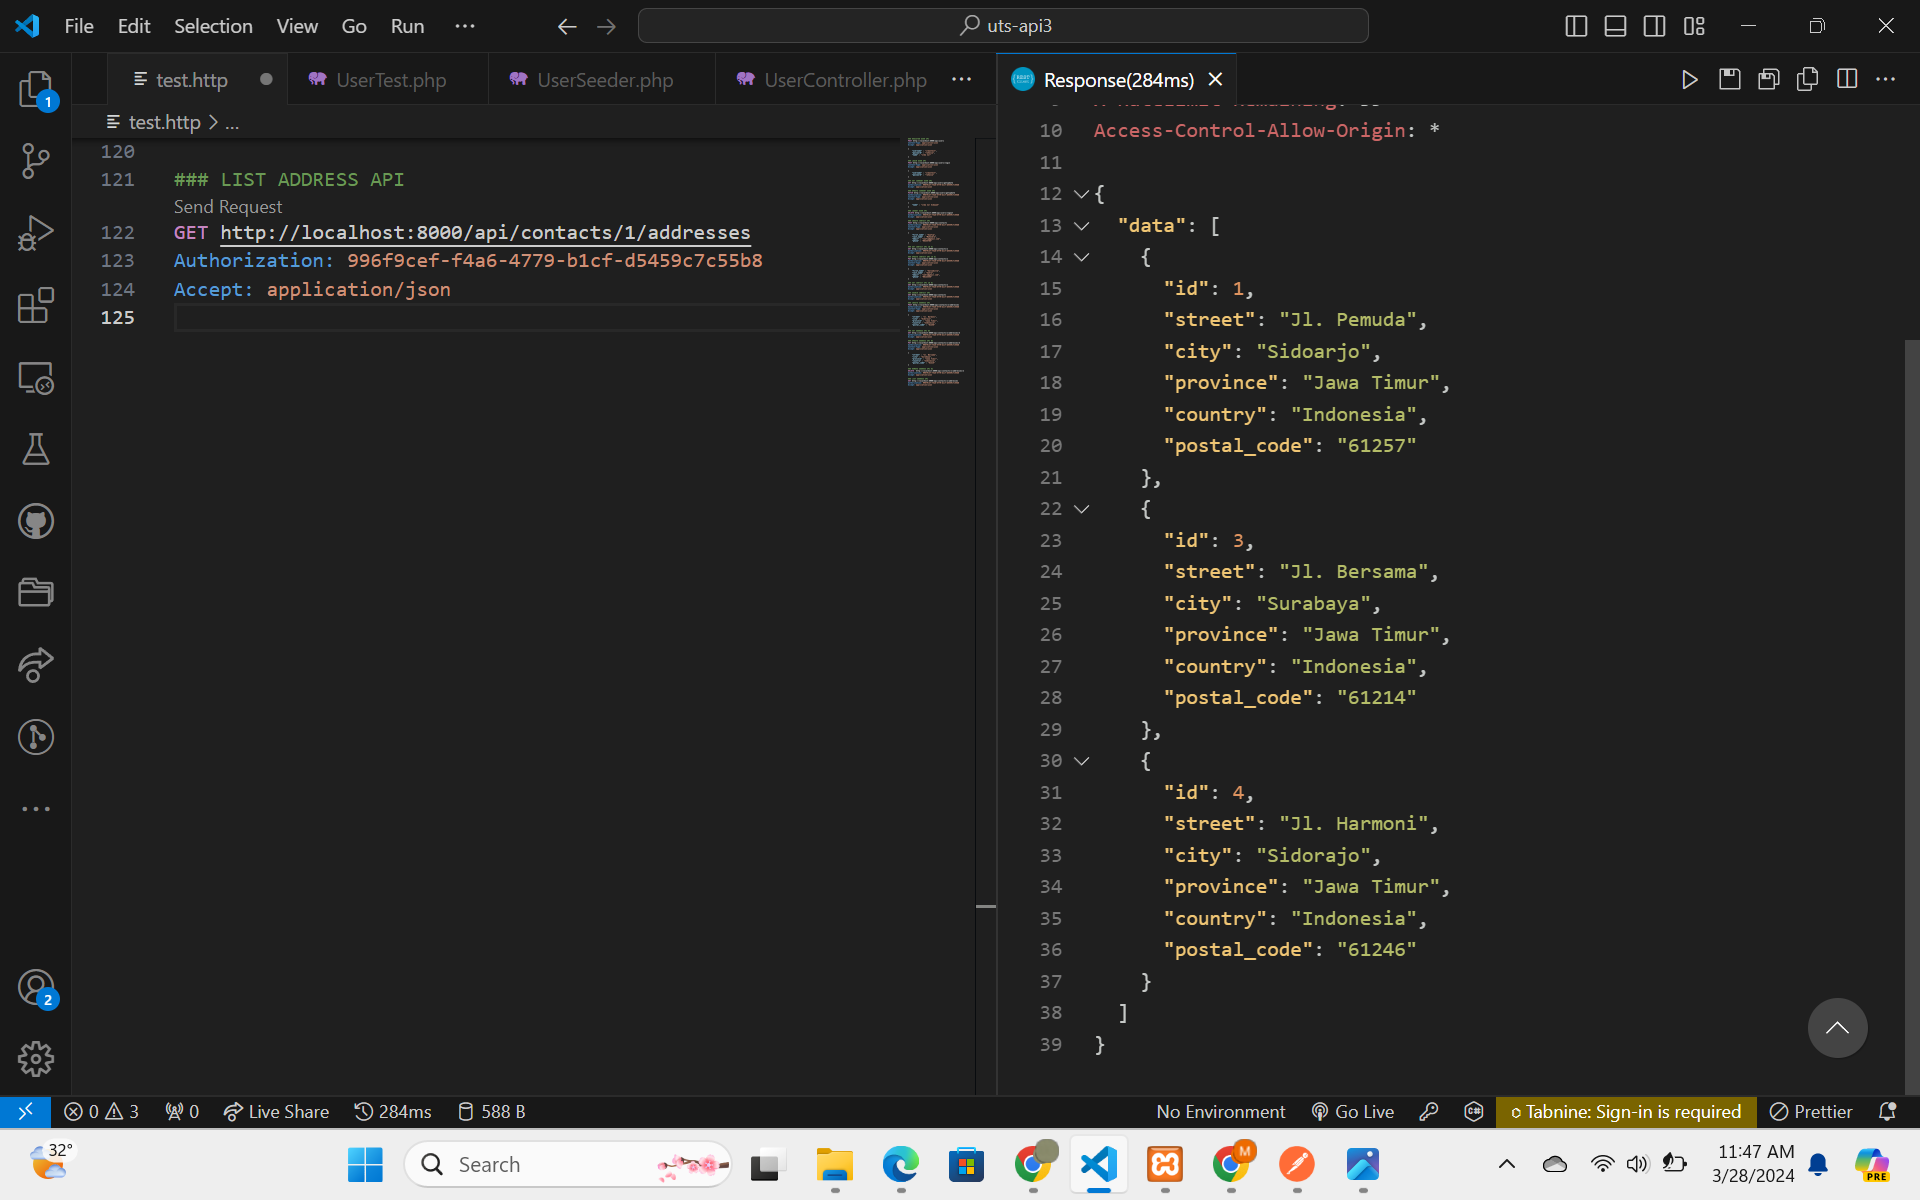 File Edit Selection View Go Run ···
uts-api3
test.http
UserTest.php
UserSeeder.php
UserController.php
Response(284ms)
test.http > ...
120
121 ### LIST ADDRESS API
Send Request
122 GET http://localhost:8000/api/contacts/1/addresses
123 Authorization: 996f9cef-f4a6-4779-b1cf-d5459c7c55b8
124 Accept: application/json
125
10 Access-Control-Allow-Origin: *
11
12 {
13 "data": [
14 {
15 "id": 1,
16 "street": "Jl. Pemuda",
17 "city": "Sidoarjo",
18 "province": "Jawa Timur",
19 "country": "Indonesia",
20 "postal_code": "61257"
21 },
22 {
23 "id": 3,
24 "street": "Jl. Bersama",
25 "city": "Surabaya",
26 "province": "Jawa Timur",
27 "country": "Indonesia",
28 "postal_code": "61214"
29 },
30 {
31 "id": 4,
32 "street": "Jl. Harmoni",
33 "city": "Sidorajo",
34 "province": "Jawa Timur",
35 "country": "Indonesia",
36 "postal_code": "61246"
37 }
38 ]
39 }
1
2
0 3 0 Live Share 284ms 588 B
No Environment Go Live Tabnine: Sign-in is required Prettier
32°
Search
M
11:47 AM
3/28/2024
PRE